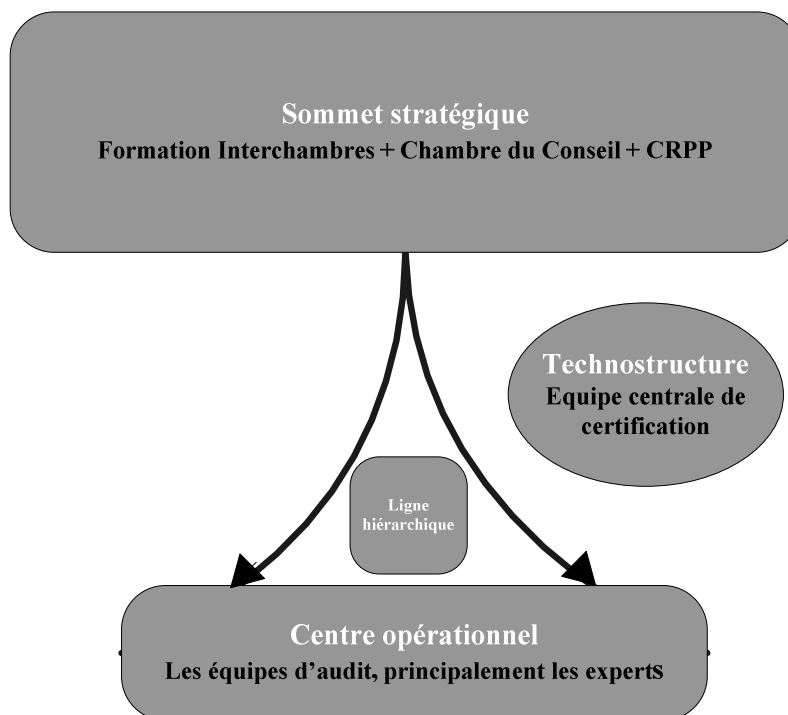 Sommet stratégique
Formation Interchambres + Chambre du Conseil + CRPP
Technostructure
Equipe centrale de
certification
Ligne
hiérarchique
Centre opérationnel
Les équipes d'audit, principalement les experts